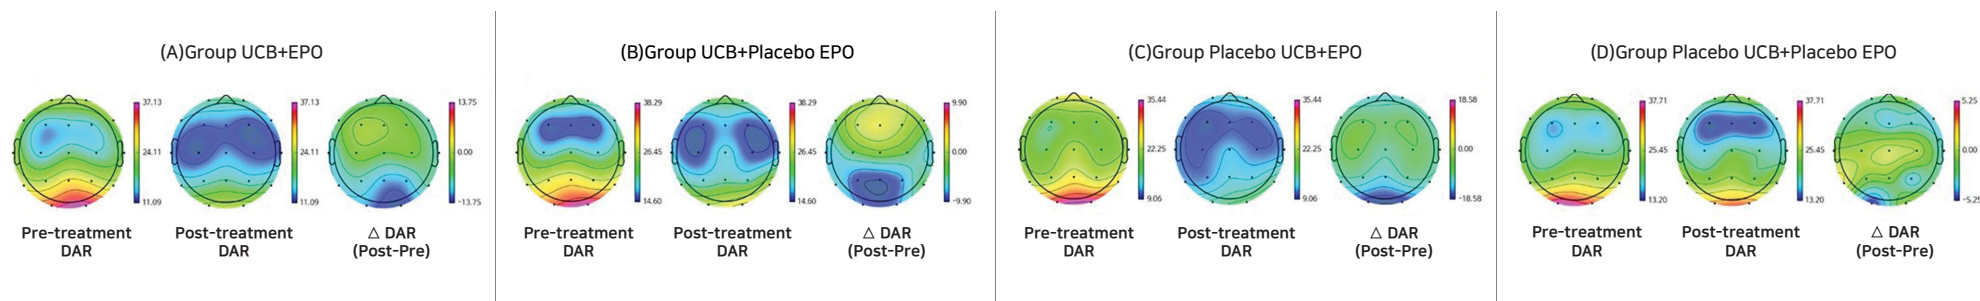 (A)Group UCB+EPO
37.13
24.11
11.09
37.13
24.11
11.09
13.75
0.00
−13.75
Pre-treatment
DAR
Post-treatment
DAR
△ DAR
(Post-Pre)
(B)Group UCB+Placebo EPO
38.29
26.45
14.60
38.29
26.45
14.60
9.90
0.00
−9.90
Pre-treatment
DAR
Post-treatment
DAR
△ DAR
(Post-Pre)
(C)Group Placebo UCB+EPO
35.44
22.25
9.06
35.44
22.25
9.06
18.58
0.00
−18.58
Pre-treatment
DAR
Post-treatment
DAR
△ DAR
(Post-Pre)
(D)Group Placebo UCB+Placebo EPO
37.71
25.45
13.20
37.71
25.45
13.20
5.25
0.00
−5.25
Pre-treatment
DAR
Post-treatment
DAR
△ DAR
(Post-Pre)